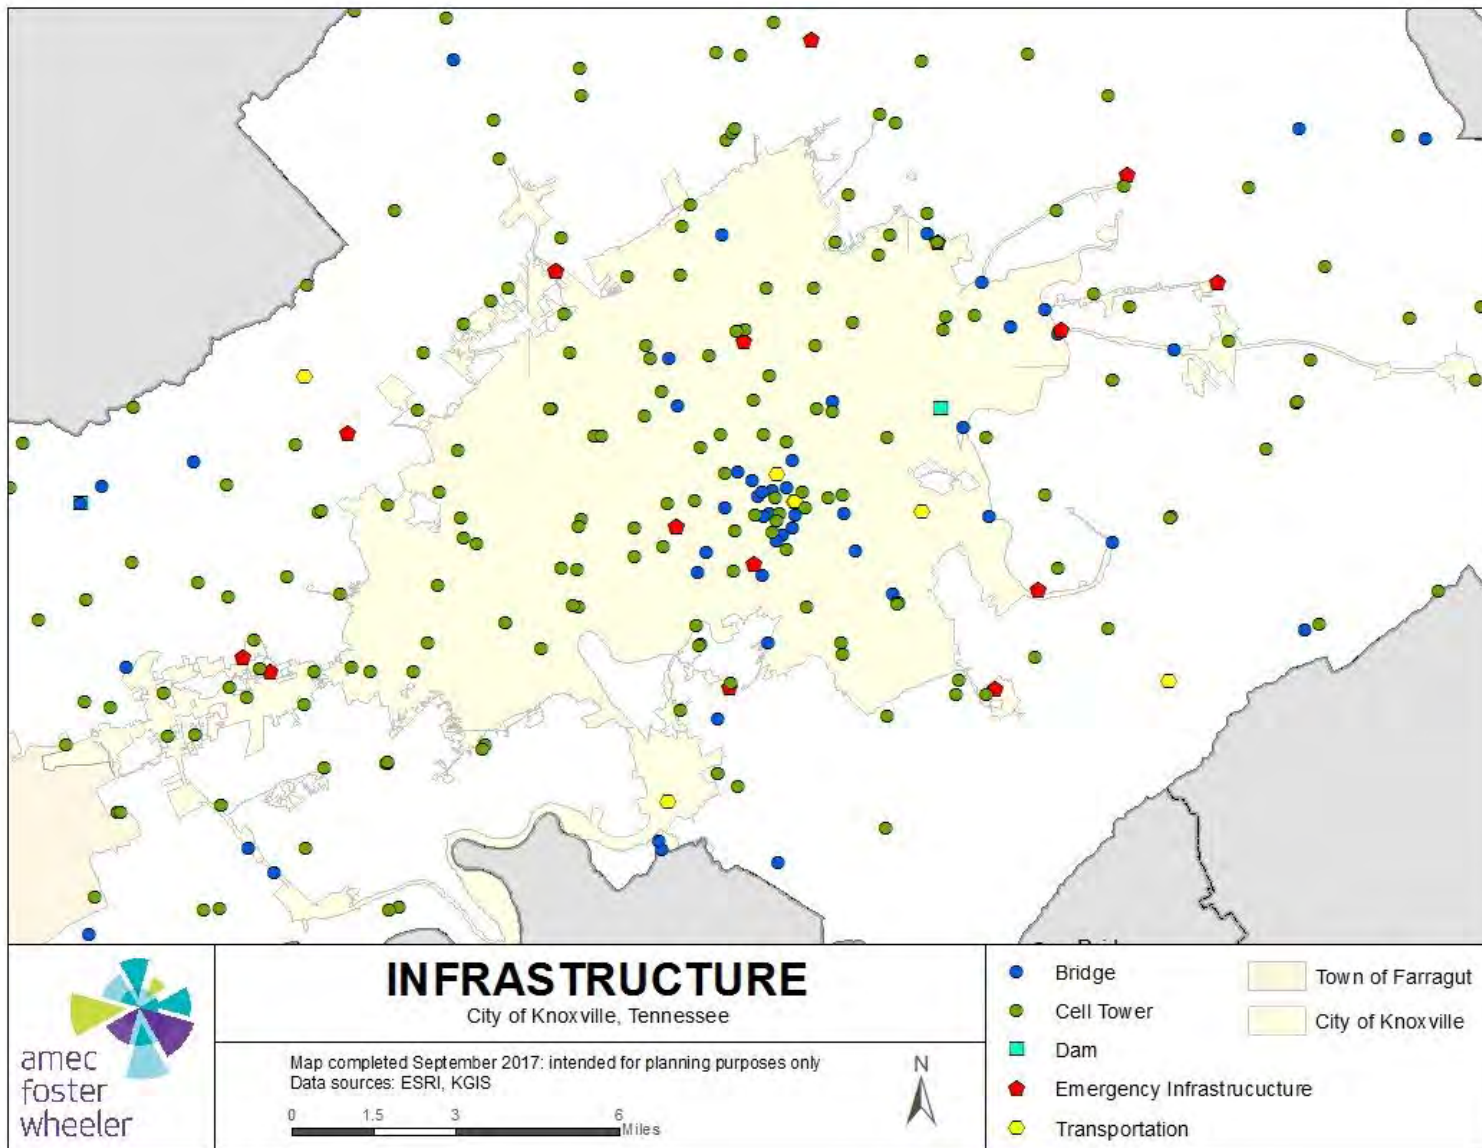 INFRASTRUCTURE
City of Knoxville, Tennessee
Map completed September 2017: intended for planning purposes only
Data sources: ESRI, KGIS
0 1.5 3 6
Miles
N
amec
foster
wheeler
Bridge
Cell Tower
Dam
Emergency Infrastrucucture
Transportation
Town of Farragut
City of Knoxville